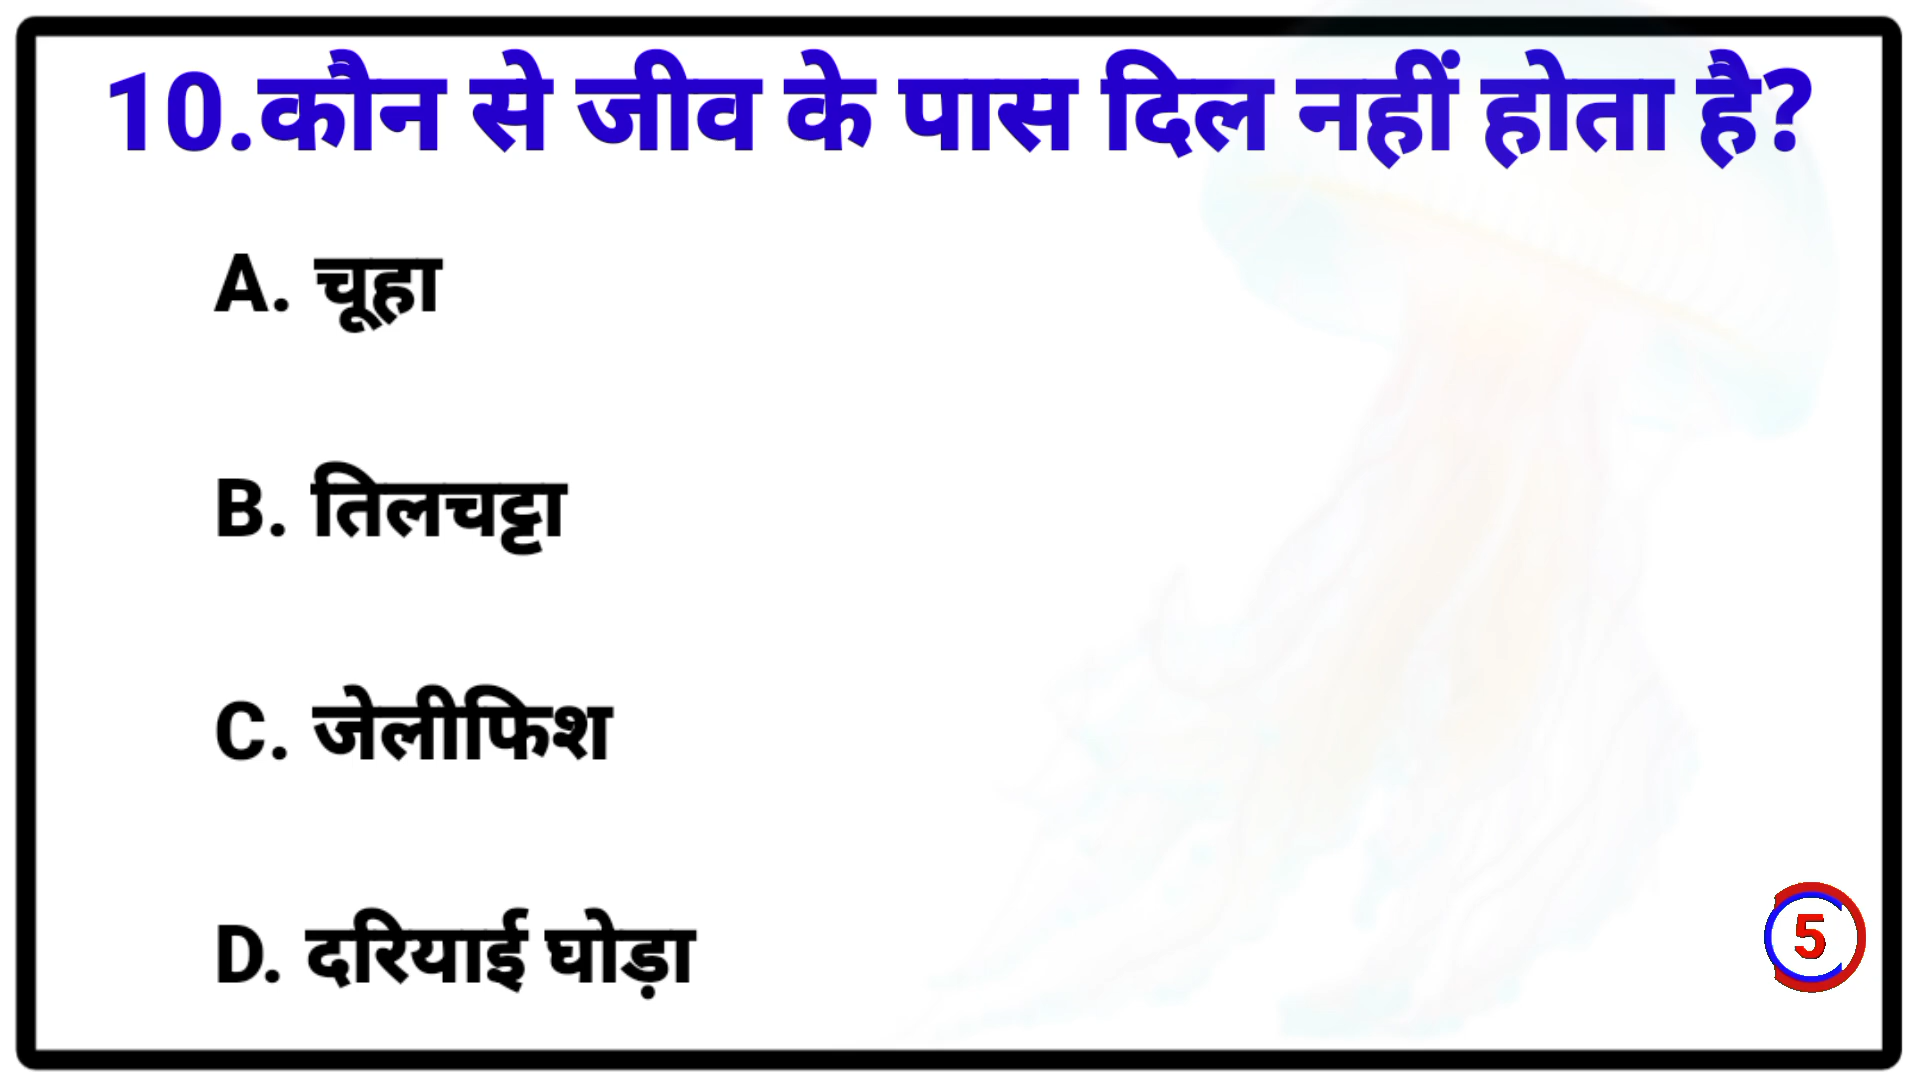 10.कौन से जीव के पास दिल नहीं होता है?
A. चूहा
B. तिलचट्टा
C. जेलीफिश
D. दरियाई घोड़ा
5